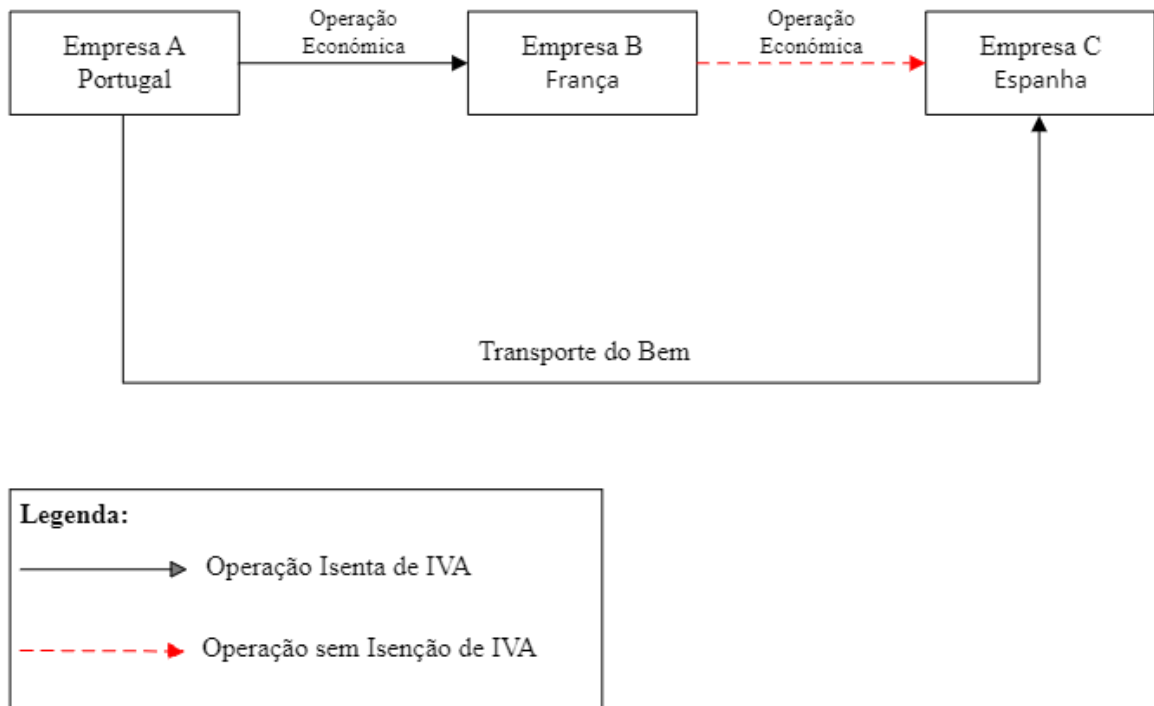 Operação
Económica
Operação
Económica
Empresa A
Portugal
Empresa B
França
Empresa C
Espanha
Transporte do Bem
Legenda:
Operação Isenta de IVA
Operação sem Isenção de IVA